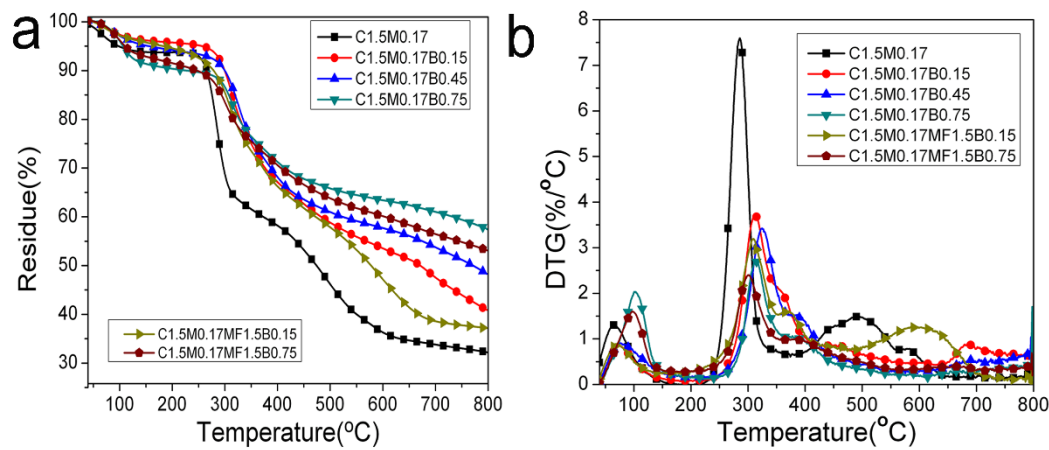 a
C1.5M0.17
C1.5M0.17B0.15
C1.5M0.17B0.45
C1.5M0.17B0.75
C1.5M0.17MF1.5B0.15
C1.5M0.17MF1.5B0.75
Residue(%)
100
90
80
70
60
50
40
30
100 200 300 400 500 600 700 800
Temperature(ºC)
b
C1.5M0.17
C1.5M0.17B0.15
C1.5M0.17B0.45
C1.5M0.17B0.75
C1.5M0.17MF1.5B0.15
C1.5M0.17MF1.5B0.75
DTG(%/ºC)
8
7
6
5
4
3
2
1
0
100 200 300 400 500 600 700 800
Temperature(ºC)